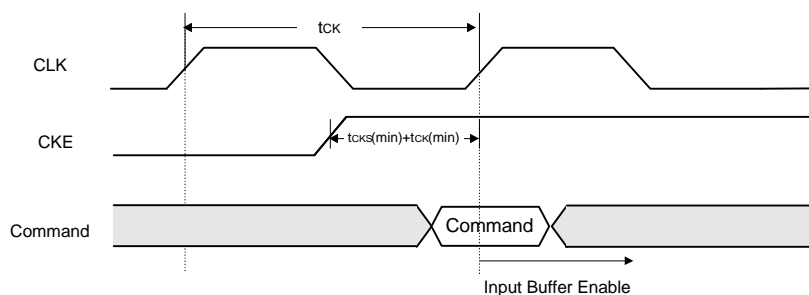 tCK
CLK
CKE
tCKS(min)+tCK(min)
Command
Command
Input Buffer Enable